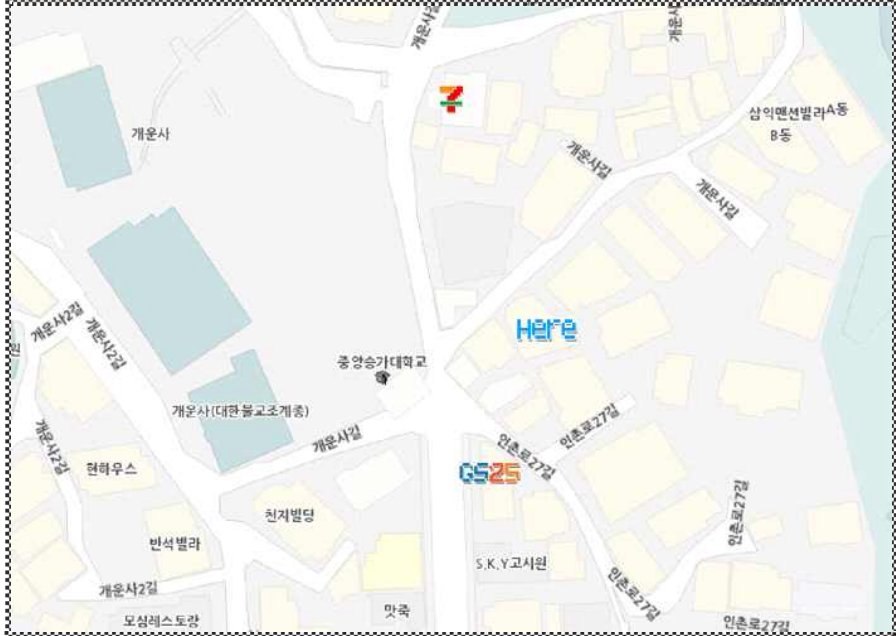 개운사
개운사
7
개운사
삼익맨션빌라A동
B동
개운사길
개운사길
원
개운사2길
개운사2길
Here
중앙승가대학교
개운사(대한불교조계종)
개운사길
인촌로27길
인촌로27길
개운사2길
현하우스
GS25
천지빌딩
인촌로27길
반석빌라
S.K.Y고시원
개운사2길
인촌로27길
모심레스토랑
맛죽
인촌로27길